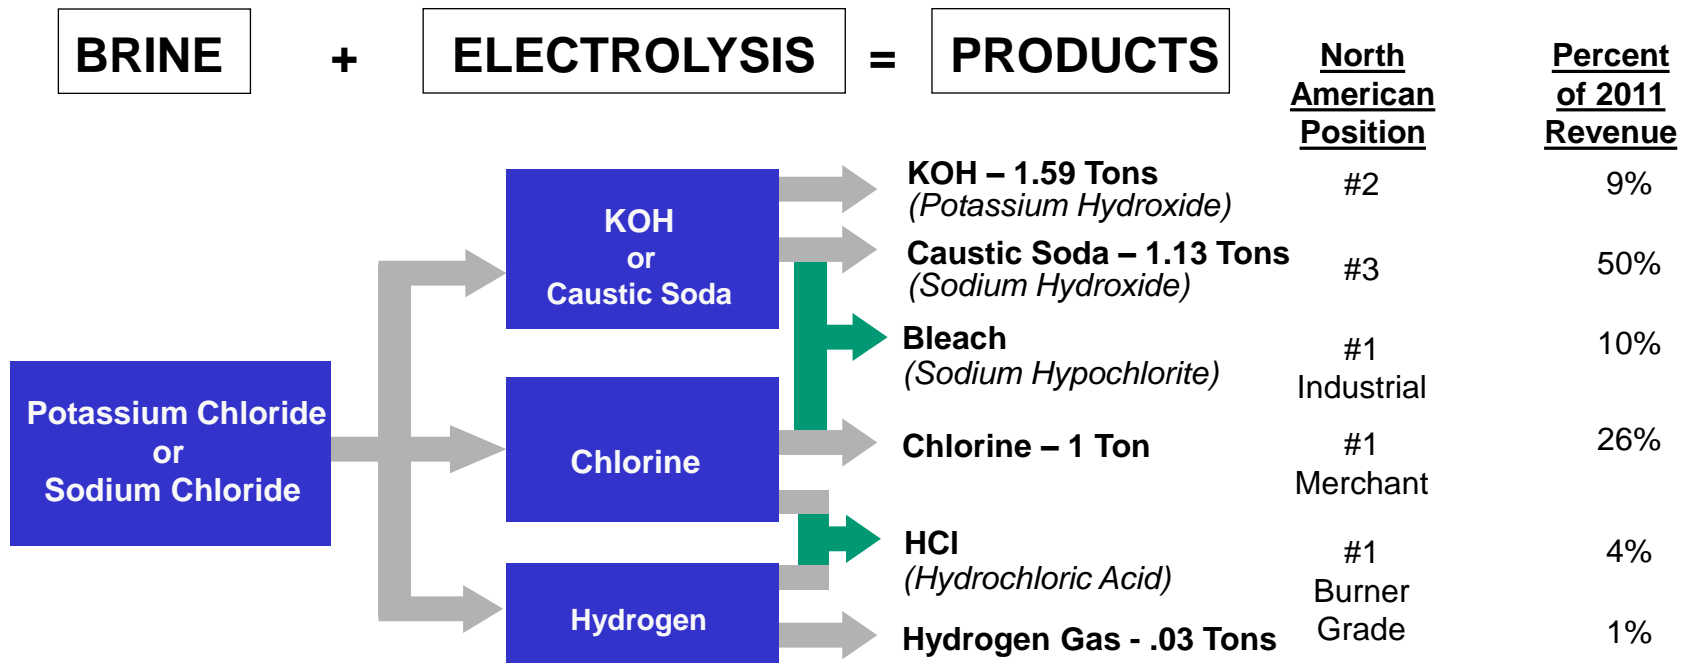 BRINE + ELECTROLYSIS = PRODUCTS
North
American
Position
Percent
of 2011
Revenue
Potassium Chloride
or
Sodium Chloride
KOH
or
Caustic Soda
Chlorine
Hydrogen
KOH – 1.59 Tons
(Potassium Hydroxide)
#2
9%
Caustic Soda – 1.13 Tons
(Sodium Hydroxide)
#3
50%
Bleach
(Sodium Hypochlorite)
#1
Industrial
10%
Chlorine – 1 Ton
#1
Merchant
26%
HCl
(Hydrochloric Acid)
#1
Burner
Grade
4%
Hydrogen Gas - .03 Tons
1%